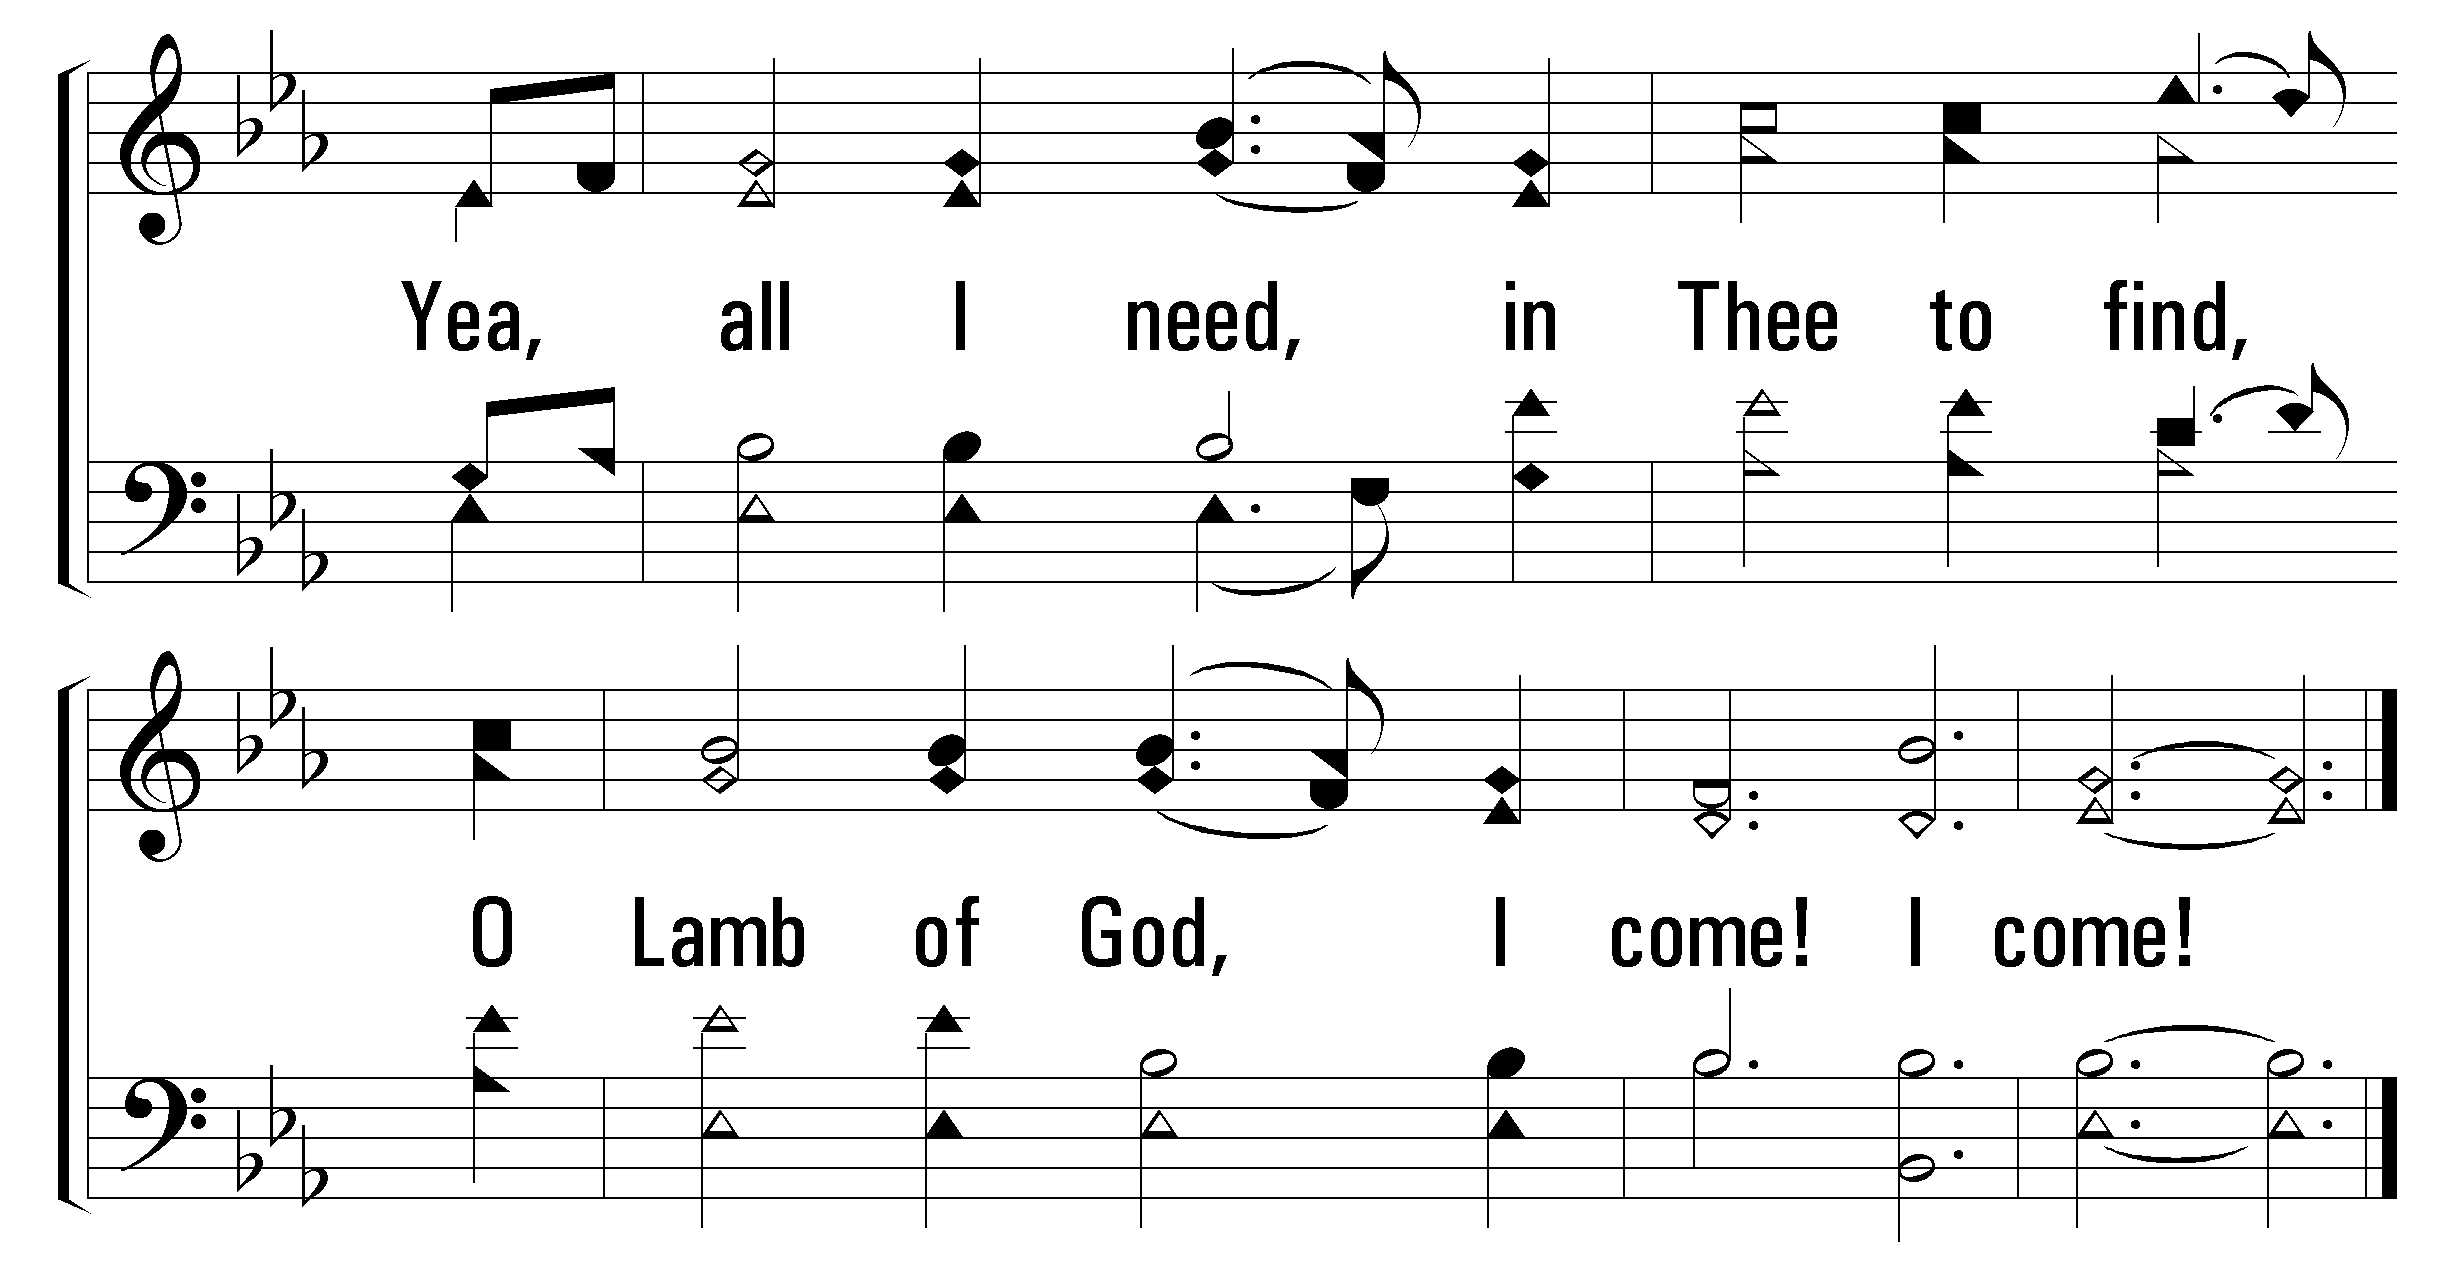 Yea, all I need, in Thee to find,
O Lamb of God, I come! I come!